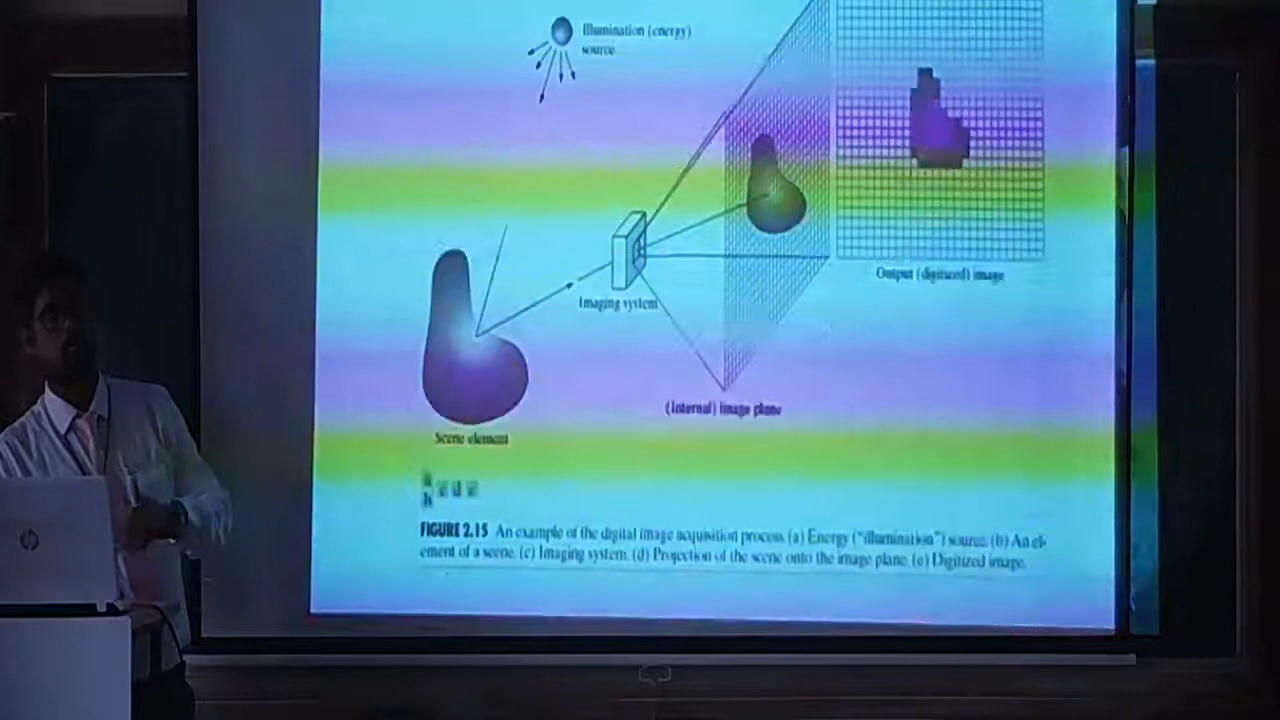 Illumination (energy)
source
Output (digitized) image
Imaging system
(Internal) image plane
Scene element
a
b c d e
FIGURE 2.15 An example of the digital image acquisition process. (a) Energy ("illumination") source. (b) An el-
ement of a scene. (c) Imaging system. (d) Projection of the scene onto the image plane. (e) Digitized image.
hp